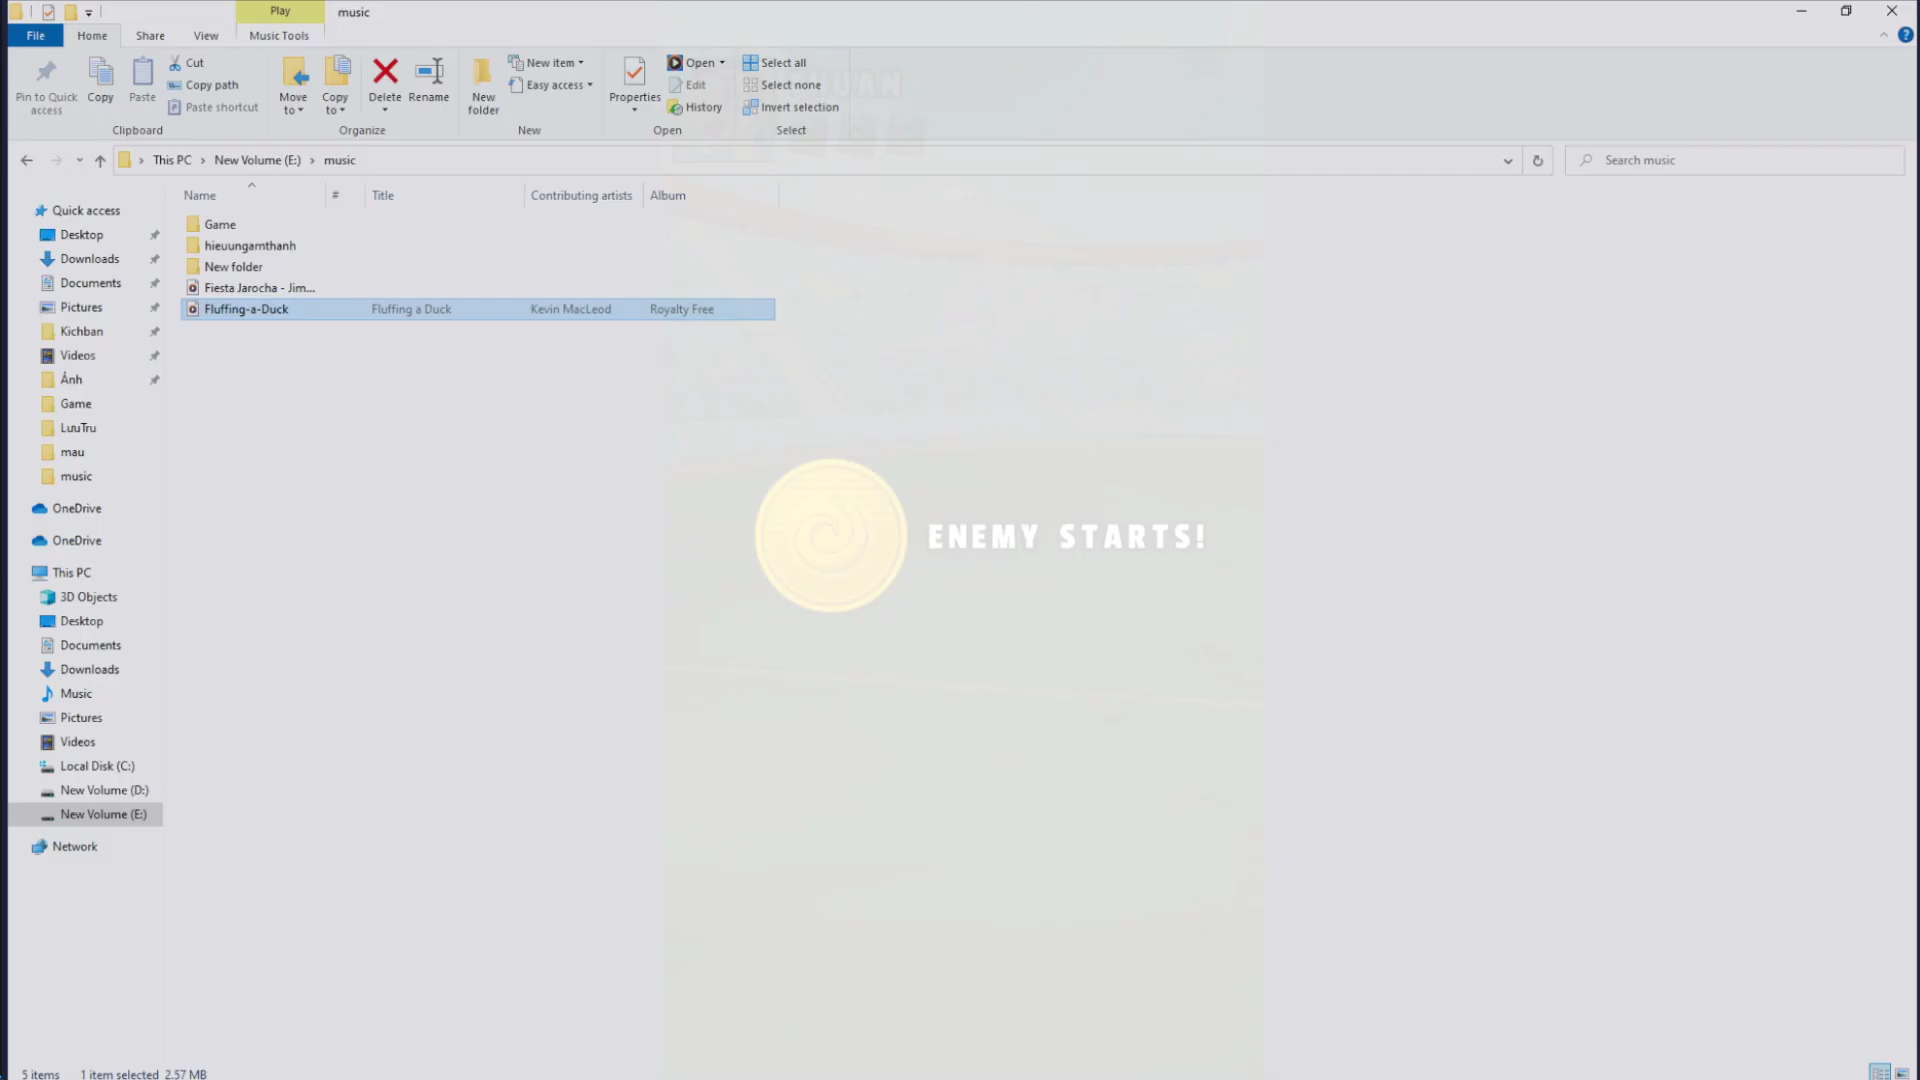 Play
music
File
Home
Share
View
Music Tools
Pin to Quick access
Copy
Paste
Cut
Copy path
Paste shortcut
Clipboard
Move to
Copy to
Delete
Rename
Organize
New folder
New item
Easy access
New
Properties
Open
Edit
History
Open
Select all
Select none
Invert selection
Select
This PC > New Volume (E:) > music
Search music
Name # Title Contributing artists Album
Game
hieuungamthanh
New folder
Fiesta Jarocha - Jim...
Fluffing-a-Duck Fluffing a Duck Kevin MacLeod Royalty Free
Quick access
Desktop
Downloads
Documents
Pictures
Kichban
Videos
Ảnh
Game
LưuTru
mau
music
OneDrive
OneDrive
This PC
3D Objects
Desktop
Documents
Downloads
Music
Pictures
Videos
Local Disk (C:)
New Volume (D:)
New Volume (E:)
Network
ENEMY STARTS!
5 items 1 item selected 2.57 MB